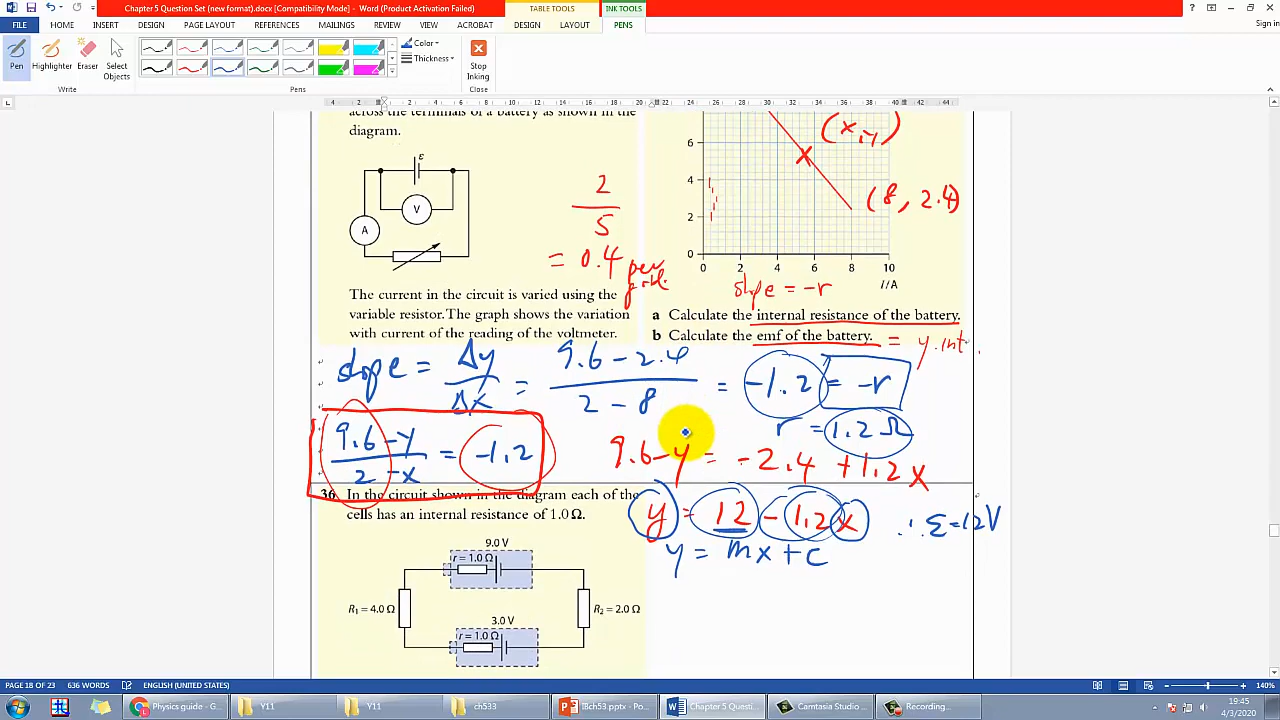 Chapter 5 Question Set (new format).docx [Compatibility Mode] - Word (Product Activation Failed)
TABLE TOOLS
INK TOOLS
FILE HOME INSERT DESIGN PAGE LAYOUT REFERENCES MAILINGS REVIEW VIEW DESIGN LAYOUT PENS
Sign in
Pen Highlighter Eraser Select Objects
Color
Thickness
Stop Inking
Write Pens Close
across the terminals of a battery as shown in the
diagram.
ε
V
A
2
5
= 0.4 per
6
4
2
0
0 2 4 6 8 10
I/A
(x,y)
(8, 2.4)
slope = -r
The current in the circuit is varied using the
variable resistor. The graph shows the variation
with current of the reading of the voltmeter.
a Calculate the internal resistance of the battery.
b Calculate the emf of the battery.
= y.int
slope = Δy/Δx = 9.6-2.4/2-8 = -1.2 = -r
r = 1.2 Ω
9.6-y/2-x = -1.2
9.6-y = -2.4 +1.2x
y = 12 - 1.2x
∴ ε=12V
y = mx+c
36 In the circuit shown in the diagram each of the
cells has an internal resistance of 1.0 Ω.
9.0 V
r = 1.0 Ω
R1 = 4.0 Ω
R2 = 2.0 Ω
3.0 V
r = 1.0 Ω
PAGE 18 OF 23 636 WORDS ENGLISH (UNITED STATES)
140%
Physics guide - G...
Y11
Y11
ch533
IBch53.pptx - Po...
Chapter 5 Questi...
Camtasia Studio ...
Recording...
19:45
4/3/2020